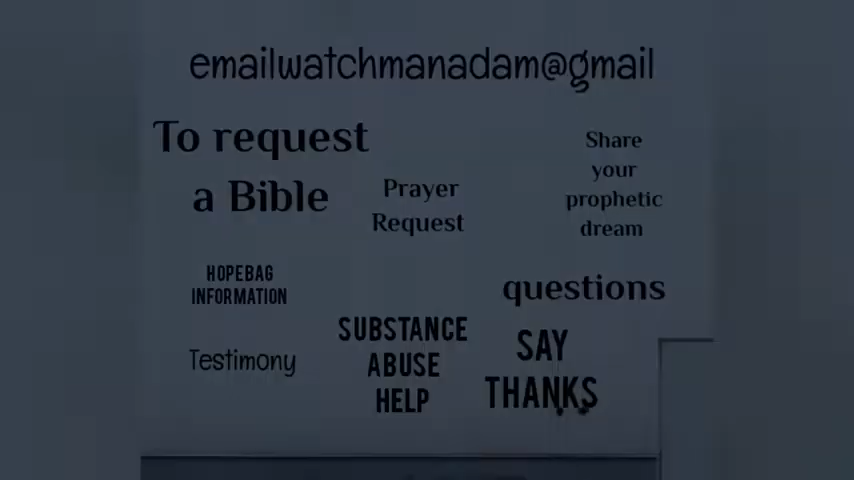 emailwatchmanadam@gmail
To request
a Bible
Prayer
Request
Share
your
prophetic
dream
HOPEBAG
INFORMATION
questions
Testimony
SUBSTANCE
ABUSE
HELP
SAY
THANKS